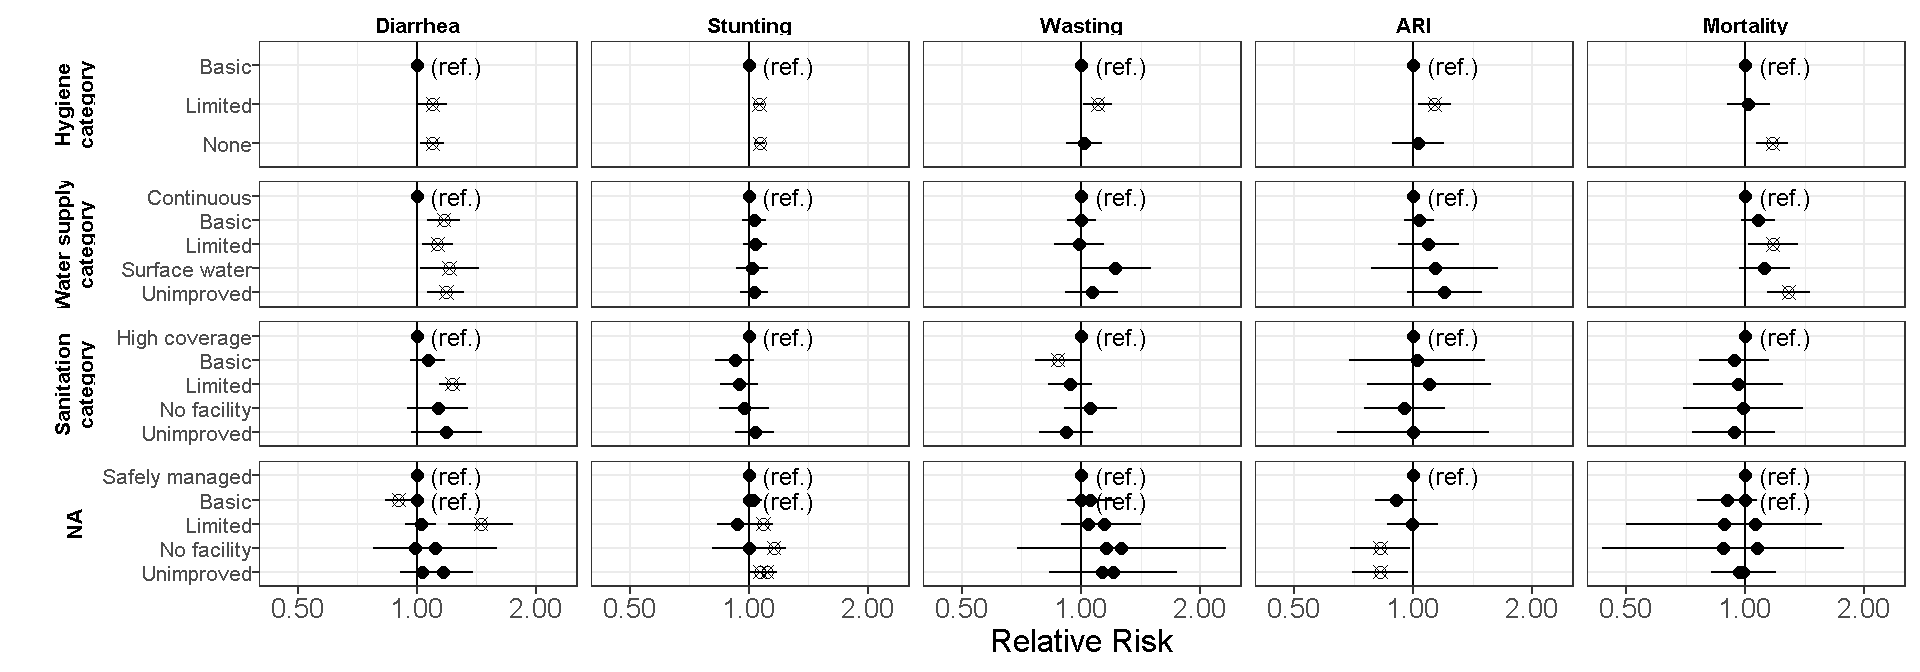 Diarrhea Stunting Wasting ARI Mortality
Hygiene category
Basic (ref.) (ref.) (ref.) (ref.) (ref.)
Limited
None
Water supply category
Continuous (ref.) (ref.) (ref.) (ref.) (ref.)
Basic
Limited
Surface water
Unimproved
Sanitation category
High coverage (ref.) (ref.) (ref.) (ref.) (ref.)
Basic
Limited
No facility
Unimproved
NA
Safely managed (ref.) (ref.) (ref.) (ref.) (ref.)
Basic (ref.) (ref.) (ref.) (ref.)
Limited
No facility
Unimproved
0.50 1.00 2.00 0.50 1.00 2.00 0.50 1.00 2.00 0.50 1.00 2.00 0.50 1.00 2.00
Relative Risk